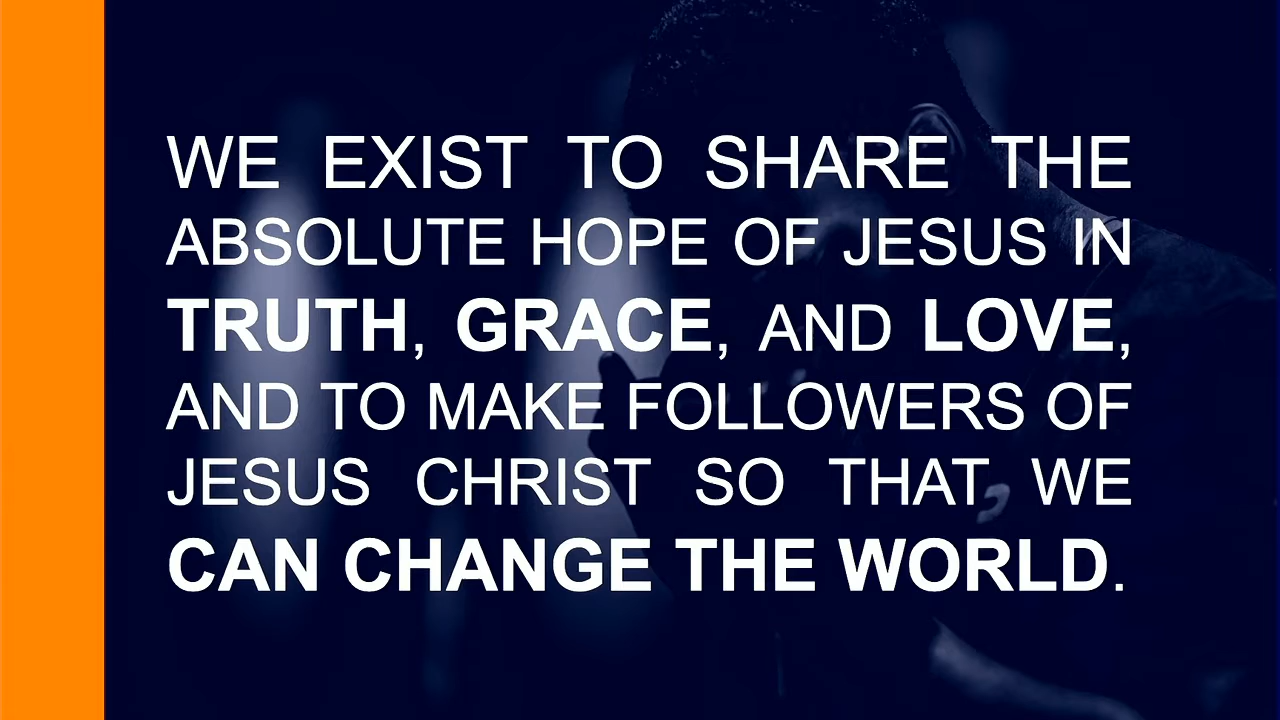 WE EXIST TO SHARE THE
ABSOLUTE HOPE OF JESUS IN
TRUTH, GRACE, AND LOVE,
AND TO MAKE FOLLOWERS OF
JESUS CHRIST SO THAT WE
CAN CHANGE THE WORLD.